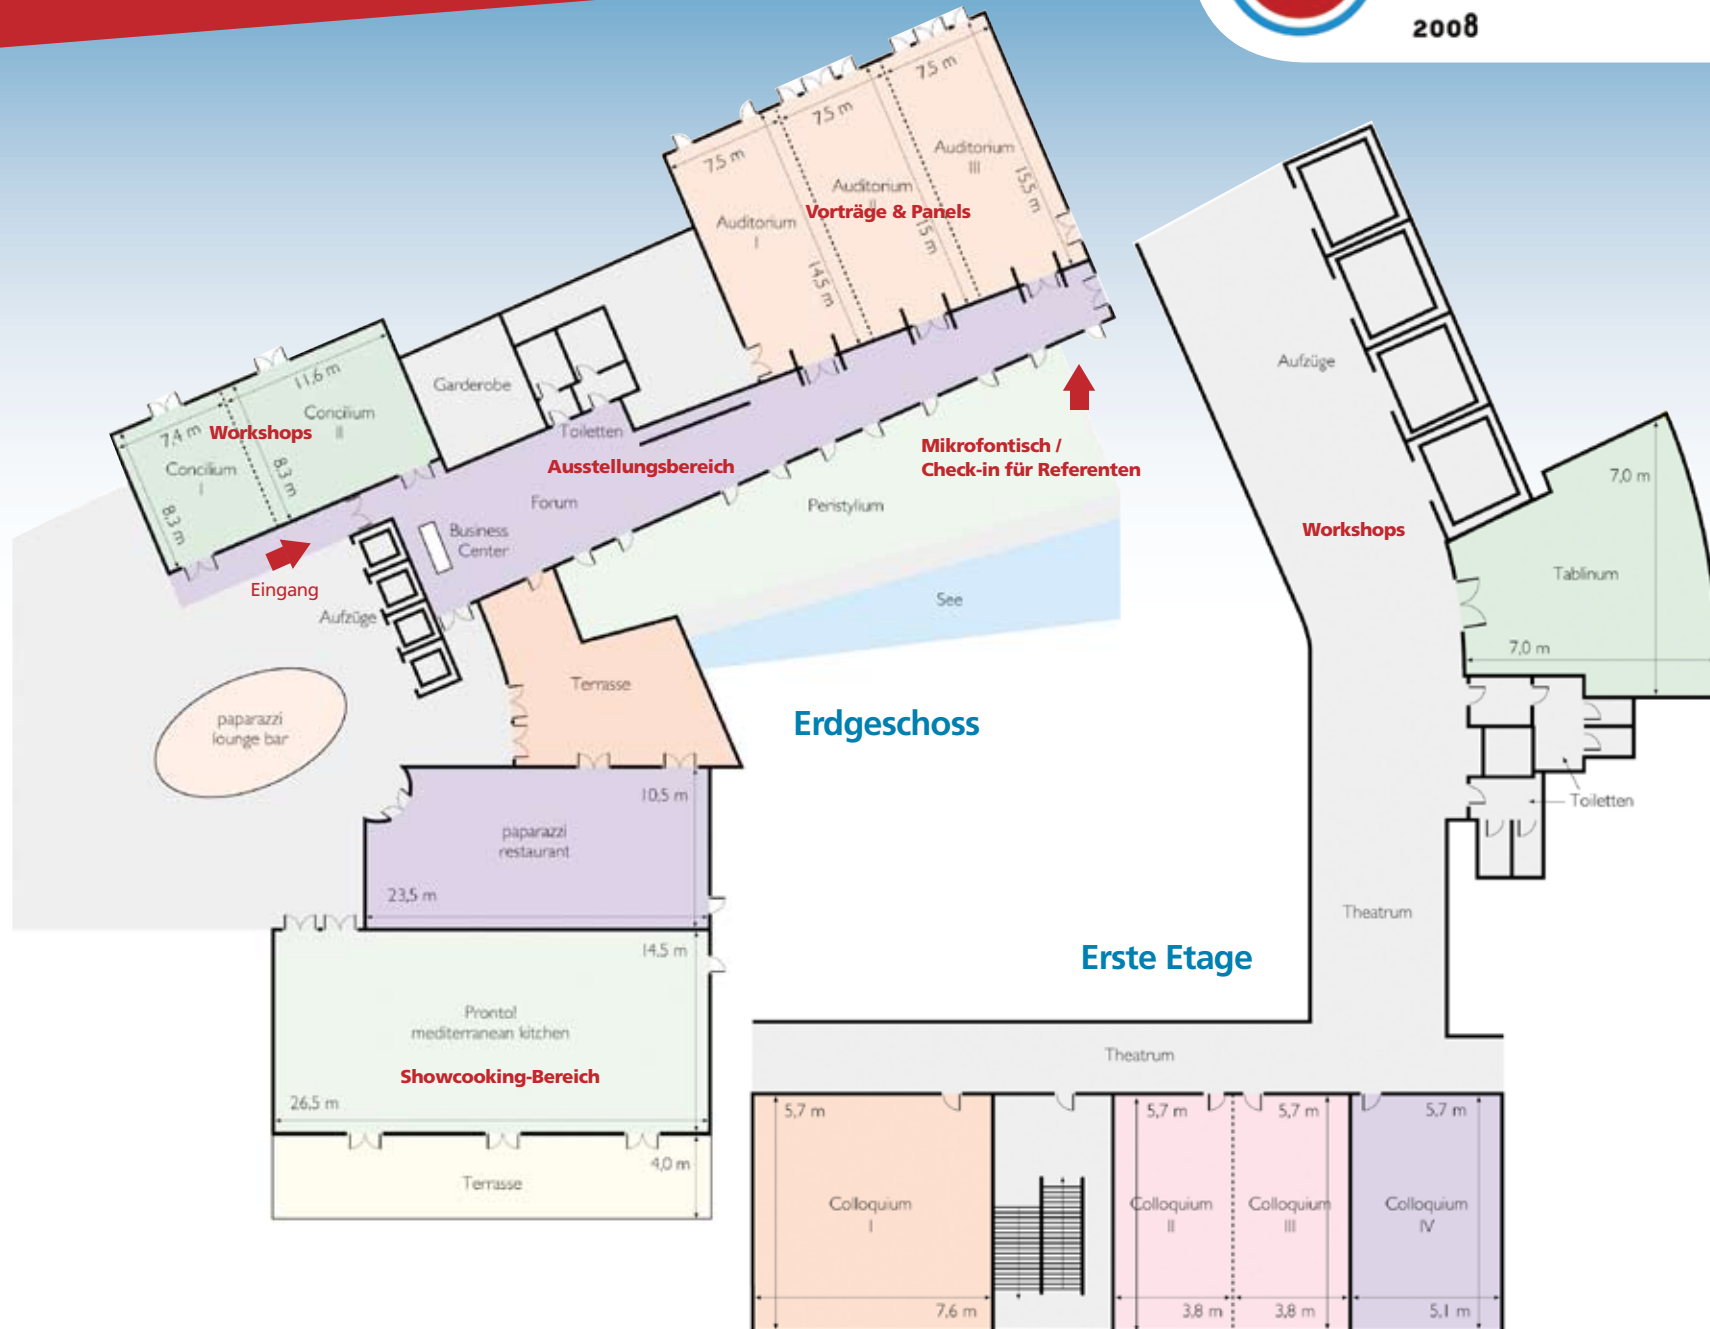 2008
7,5 m
7,5 m
7,5 m
Auditorium
III
15,5 m
Auditorium
II
Vorträge & Panels
15 m
Auditorium
I
14,5 m
11,6 m
Concilium
II
7,4 m
Workshops
Concilium
I
8,3 m
8,3 m
Garderobe
Toiletten
Ausstellungsbereich
Forum
Business
Center
Mikrofontisch /
Check-in für Referenten
Peristylium
See
Eingang
Aufzüge
Terrasse
paparazzi
lounge bar
Erdgeschoss
10,5 m
paparazzi
restaurant
23,5 m
14,5 m
Pronto!
mediterranean kitchen
Showcooking-Bereich
26,5 m
4,0 m
Terrasse
Aufzüge
Workshops
7,0 m
Tablinum
7,0 m
Toiletten
Theatrum
Erste Etage
Theatrum
5,7 m
Colloquium
I
7,6 m
5,7 m
Colloquium
II
3,8 m
5,7 m
Colloquium
III
3,8 m
5,7 m
Colloquium
IV
5,1 m